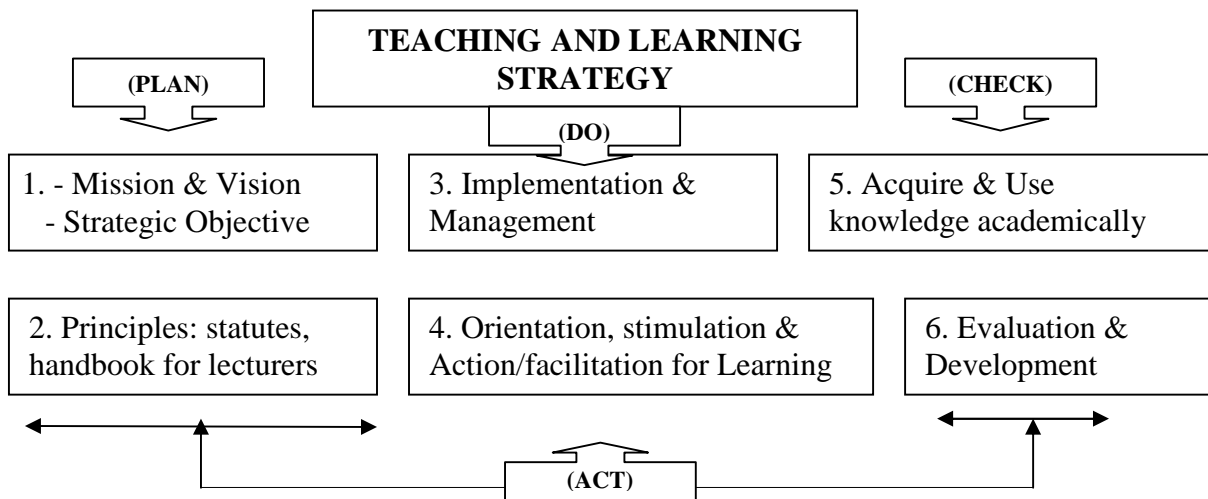 TEACHING AND LEARNING
STRATEGY
(PLAN)
(DO)
(CHECK)
1. - Mission & Vision
- Strategic Objective
3. Implementation &
Management
5. Acquire & Use
knowledge academically
2. Principles: statutes,
handbook for lecturers
4. Orientation, stimulation &
Action/facilitation for Learning
6. Evaluation &
Development
(ACT)